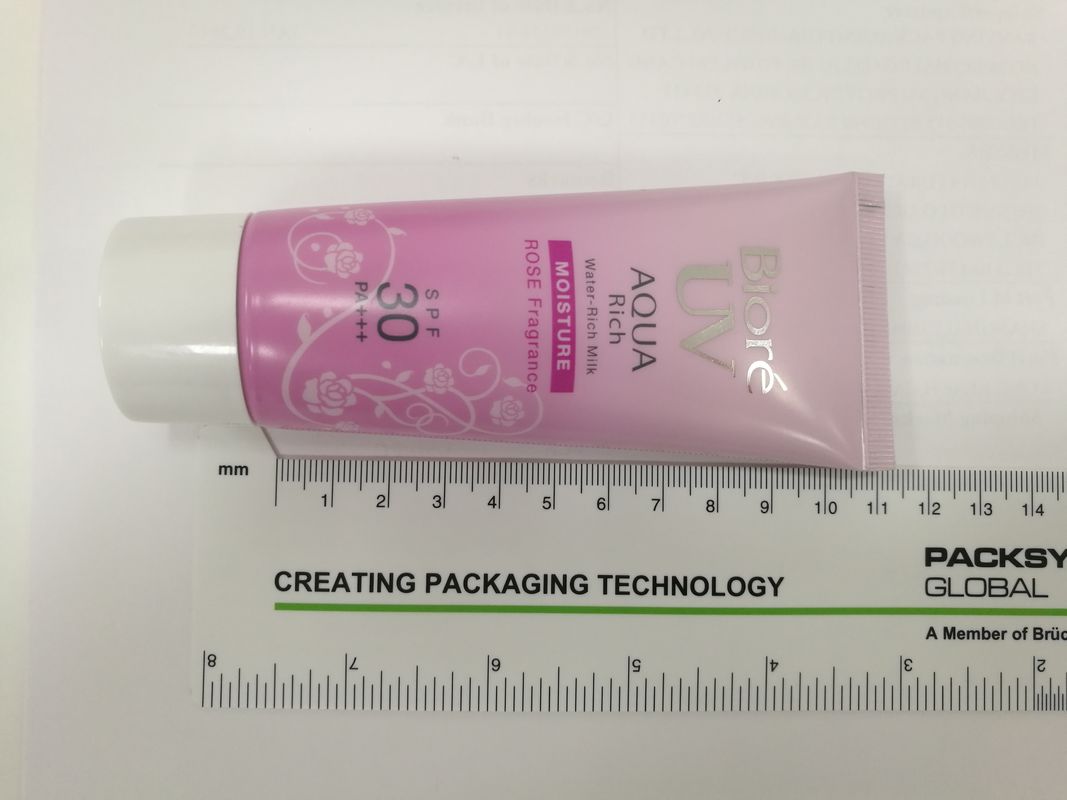 Bioré
UV
AQUA
Rich
Water-Rich Milk
MOISTURE
ROSE Fragrance
SPF
30
PA+++
mm
1 2 3 4 5 6 7 8 9 10 11 12 13 14
CREATING PACKAGING TECHNOLOGY
PACKSY
GLOBAL
A Member of Brüc
8 7 6 5 4 3 2